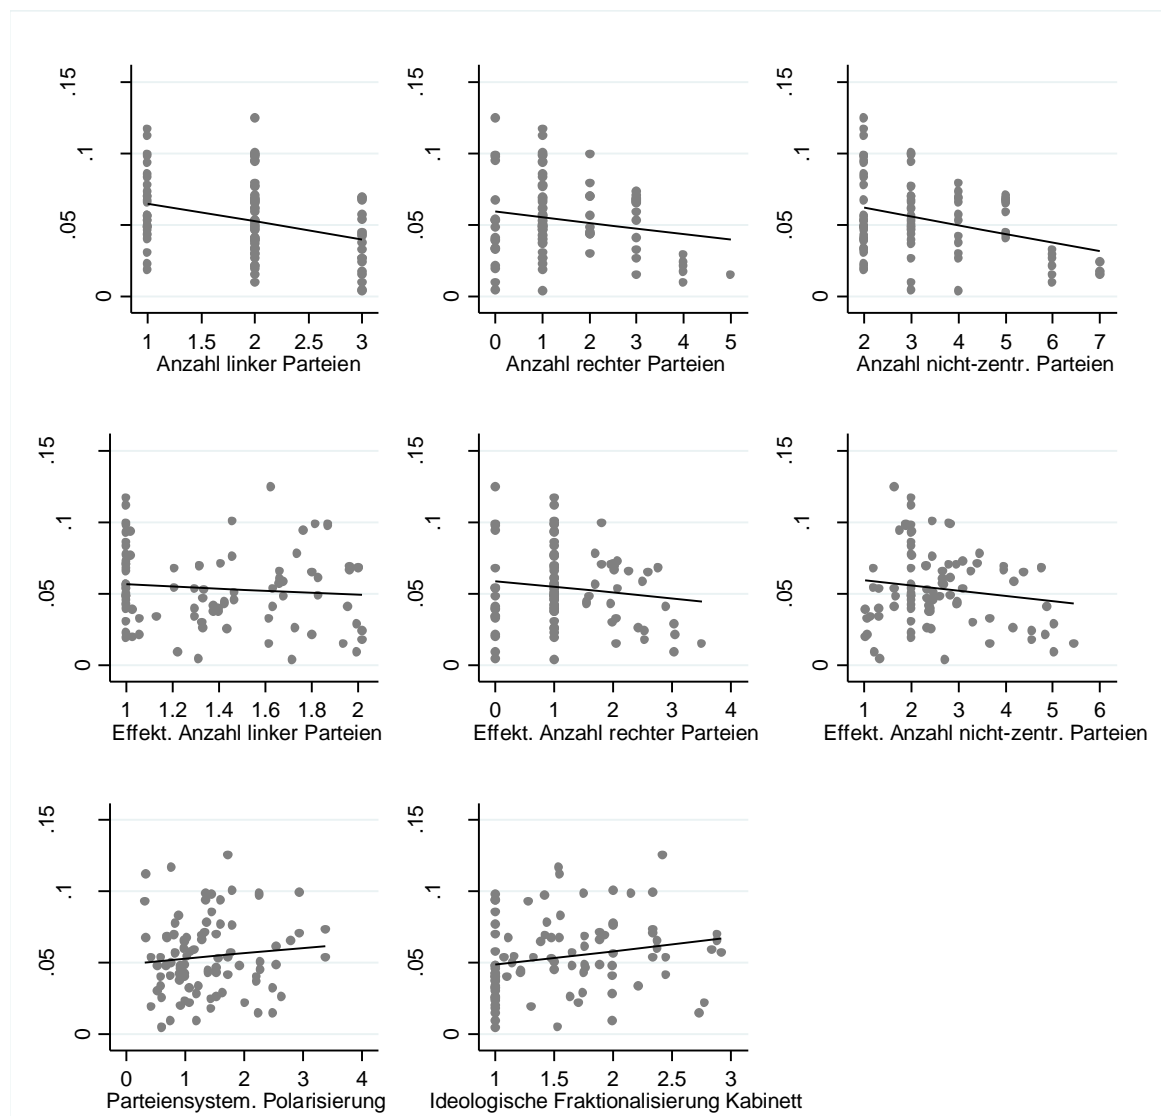 .15
.1
.05
0
1 1.5 2 2.5 3
Anzahl linker Parteien
.15
.1
.05
0
0 1 2 3 4 5
Anzahl rechter Parteien
.15
.1
.05
0
2 3 4 5 6 7
Anzahl nicht-zentr. Parteien
.15
.1
.05
0
1 1.2 1.4 1.6 1.8 2
Effekt. Anzahl linker Parteien
.15
.1
.05
0
0 1 2 3 4
Effekt. Anzahl rechter Parteien
.15
.1
.05
0
1 2 3 4 5 6
Effekt. Anzahl nicht-zentr. Parteien
.15
.1
.05
0
0 1 2 3 4
Parteiensystem. Polarisierung
.15
.1
.05
0
1 1.5 2 2.5 3
Ideologische Fraktionalisierung Kabinett